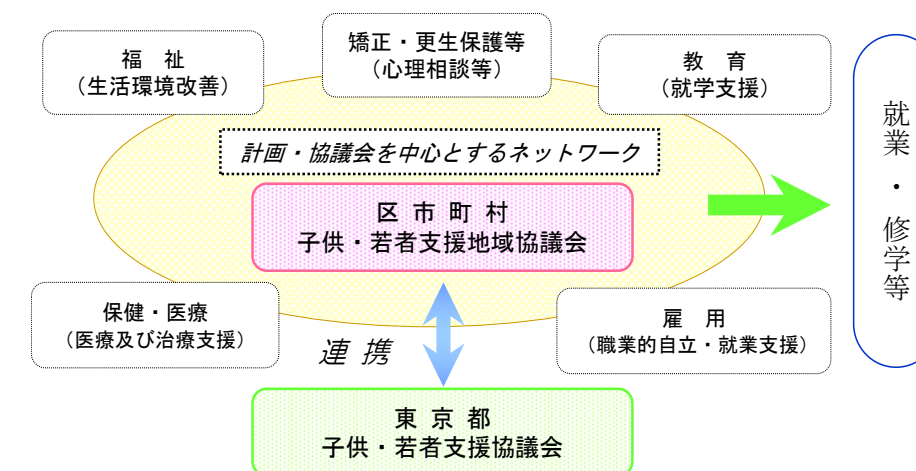 矯正・更生保護等
（心理相談等）
福　祉
（生活環境改善）
教　育
（就学支援）
計画・協議会を中心とするネットワーク
区 市 町 村
子供・若者支援地域協議会
就業・修学等
保健・医療
（医療及び治療支援）
雇　用
（職業的自立・就業支援）
連 携
東 京 都
子供・若者支援協議会